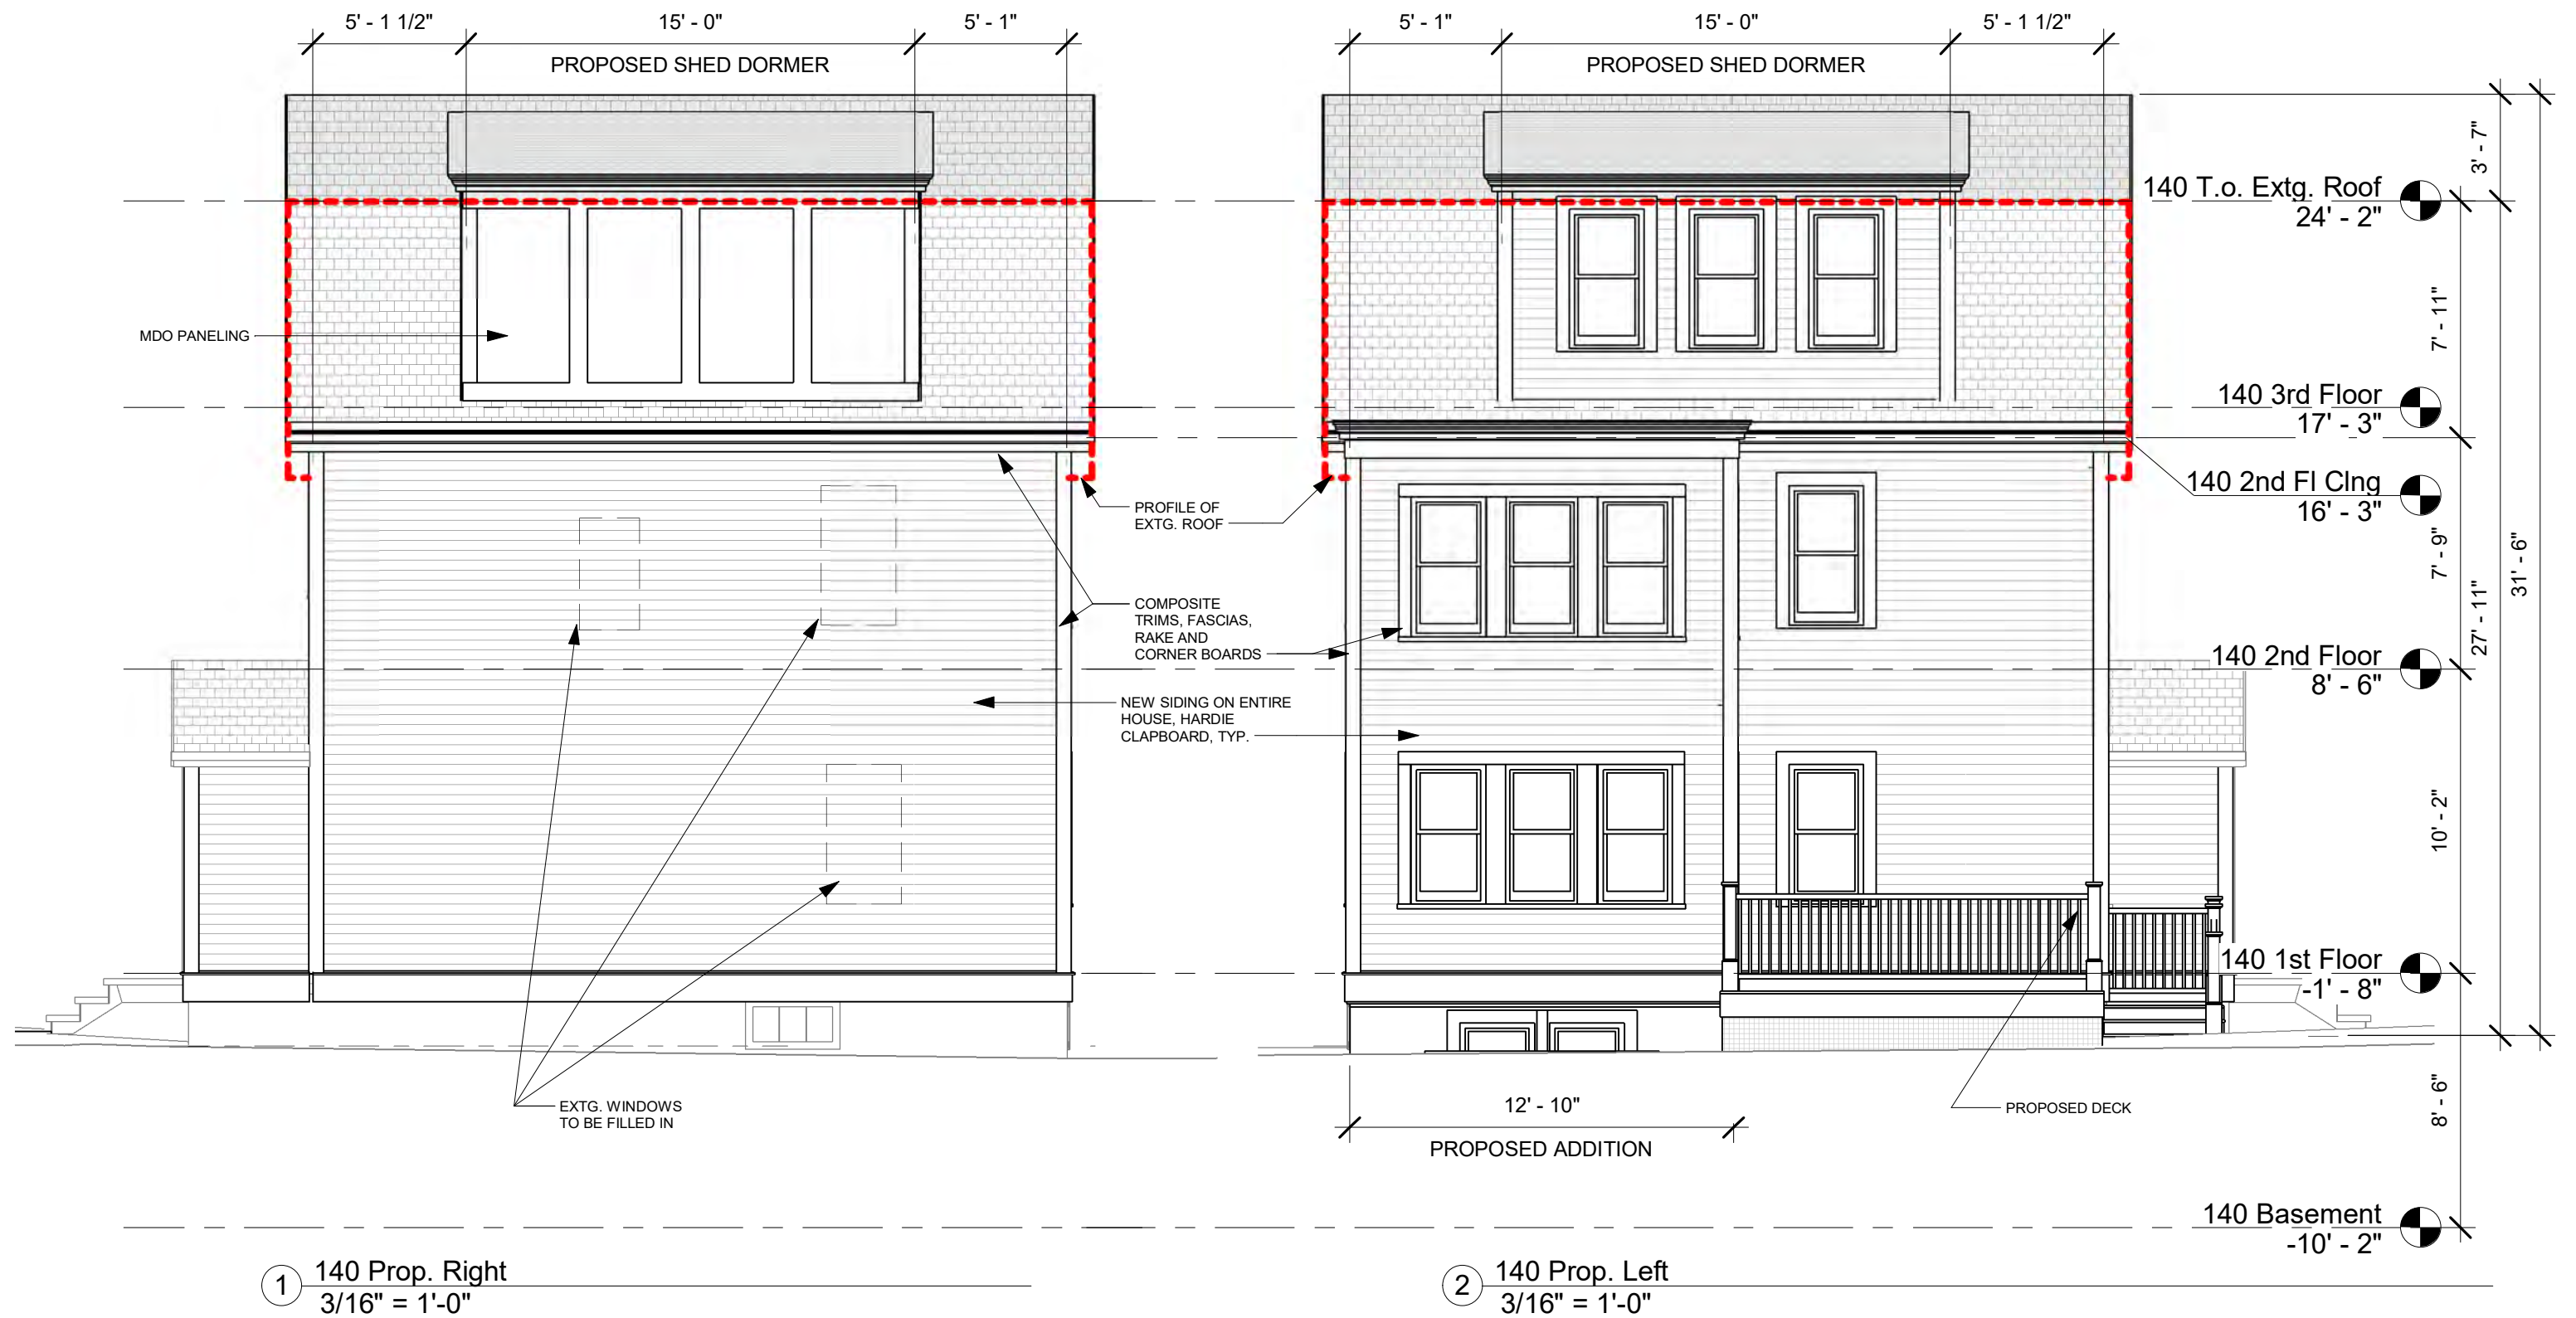 5' - 1 1/2"
15' - 0"
5' - 1"
PROPOSED SHED DORMER
5' - 1"
15' - 0"
5' - 1 1/2"
PROPOSED SHED DORMER
3' - 7"
140 T.o. Extg. Roof
24' - 2"
7' - 11"
140 3rd Floor
17' - 3"
140 2nd Fl Clng
16' - 3"
7' - 9"
27' - 11"
31' - 6"
140 2nd Floor
8' - 6"
10' - 2"
140 1st Floor
-1' - 8"
8' - 6"
140 Basement
-10' - 2"
MDO PANELING
PROFILE OF
EXTG. ROOF
COMPOSITE
TRIMS, FASCIAS,
RAKE AND
CORNER BOARDS
NEW SIDING ON ENTIRE
HOUSE, HARDIE
CLAPBOARD, TYP.
EXTG. WINDOWS
TO BE FILLED IN
12' - 10"
PROPOSED ADDITION
PROPOSED DECK
1
140 Prop. Right
3/16" = 1'-0"
2
140 Prop. Left
3/16" = 1'-0"